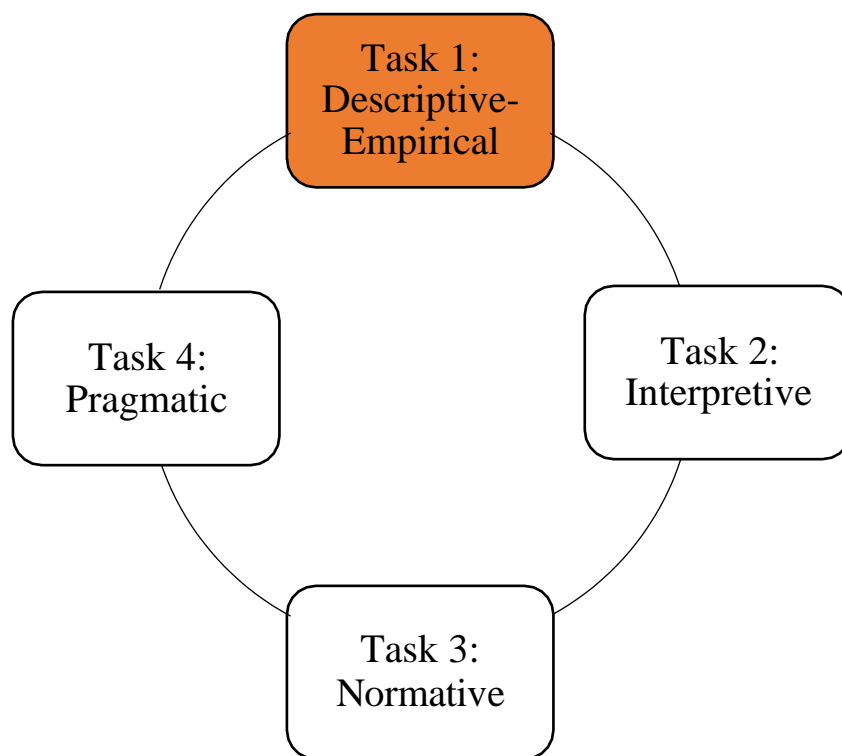 Task 1:
Descriptive-
Empirical
Task 2:
Interpretive
Task 3:
Normative
Task 4:
Pragmatic